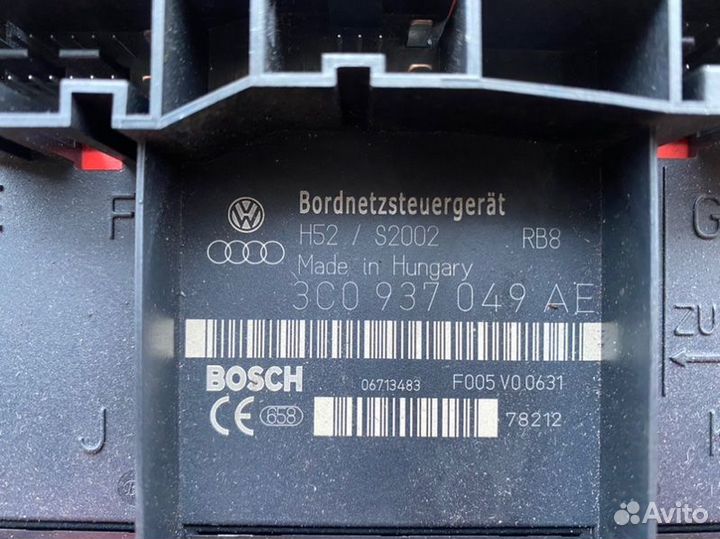 Bordnetzsteuergerät
H52 / S2002 RB8
Made in Hungary
3C0 937 049 AE
BOSCH 06713483 F005 V0 0631
CE 658 78212
F
G
ZU
J
Avito